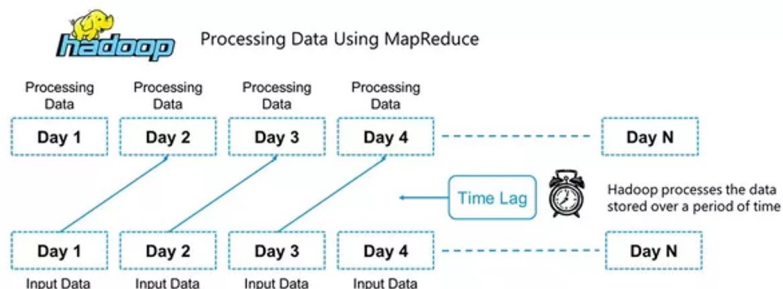 hadoop
Processing Data Using MapReduce
Processing
Data
Processing
Data
Processing
Data
Processing
Data
Day 1
Day 2
Day 3
Day 4
Day N
Time Lag
Hadoop processes the data
stored over a period of time
Day 1
Day 2
Day 3
Day 4
Day N
Input Data
Input Data
Input Data
Input Data